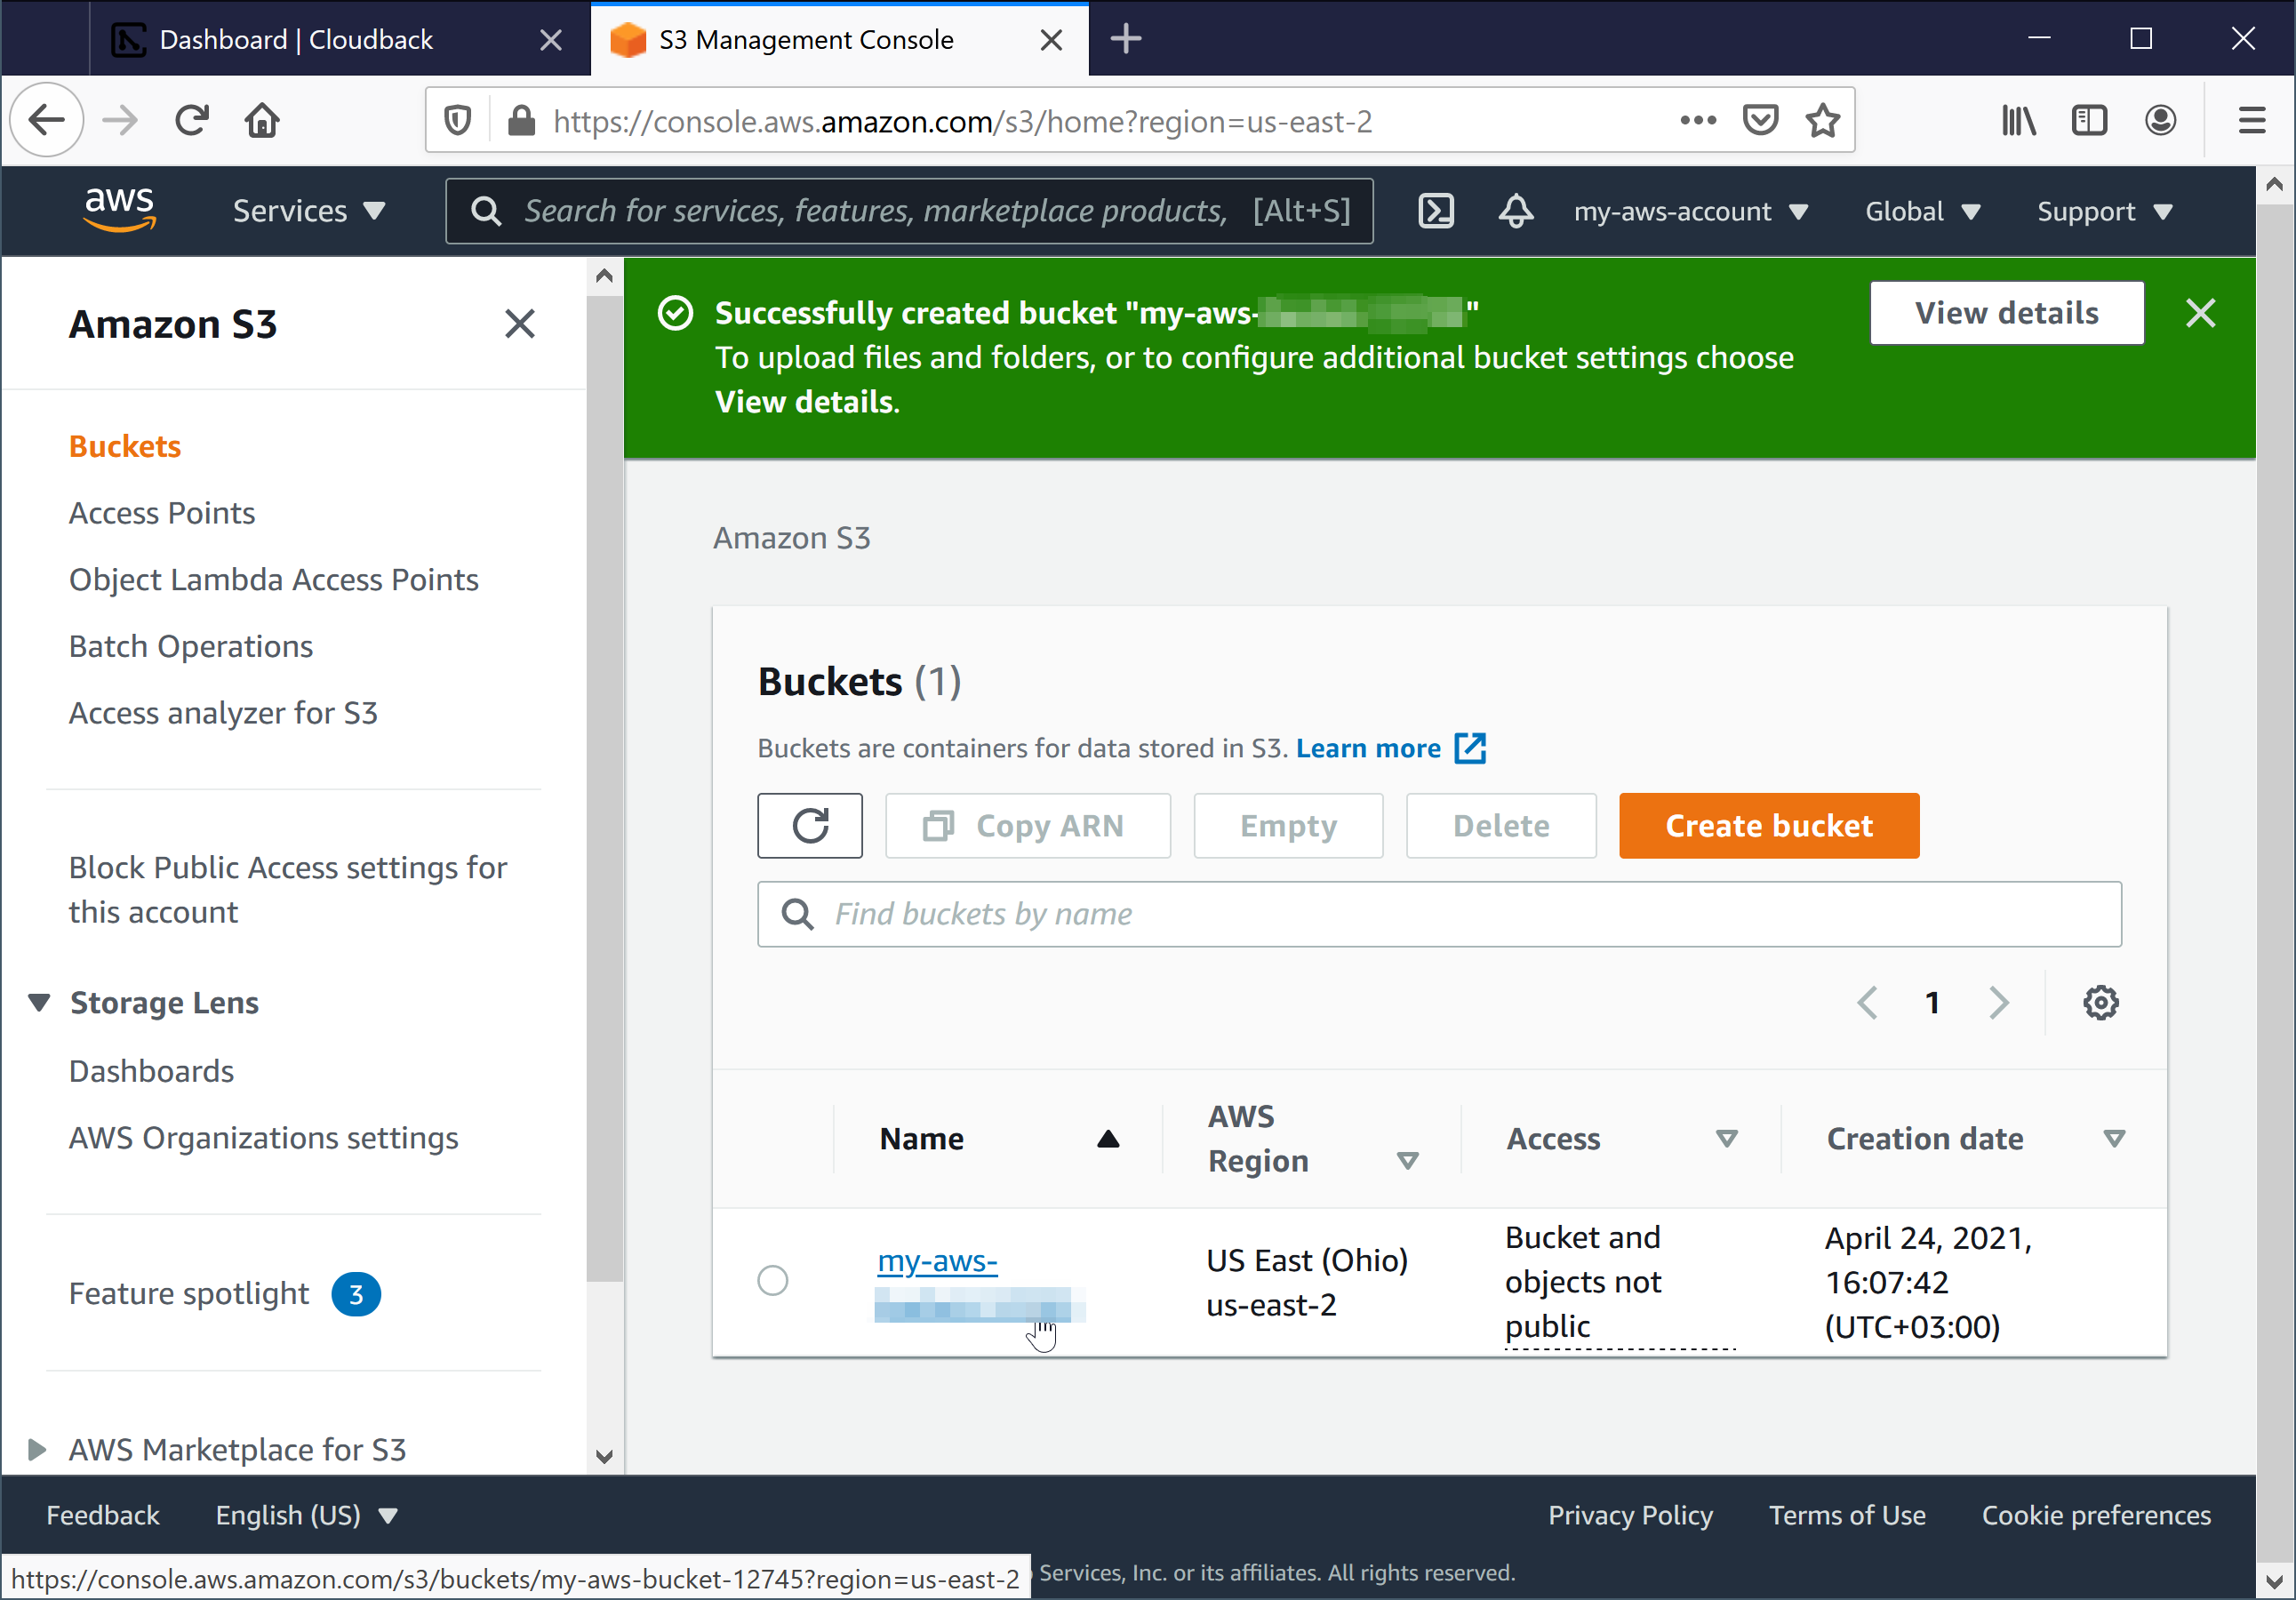 Dashboard | Cloudback
S3 Management Console
https://console.aws.amazon.com/s3/home?region=us-east-2
aws
Services
Search for services, features, marketplace products, [Alt+S]
my-aws-account
Global
Support
Amazon S3
Buckets
Access Points
Object Lambda Access Points
Batch Operations
Access analyzer for S3
Block Public Access settings for
this account
Storage Lens
Dashboards
AWS Organizations settings
Feature spotlight 3
AWS Marketplace for S3
Successfully created bucket "my-aws- "
To upload files and folders, or to configure additional bucket settings choose
View details.
View details
Amazon S3
Buckets (1)
Buckets are containers for data stored in S3. Learn more
Copy ARN
Empty
Delete
Create bucket
Find buckets by name
1
Name
AWS
Region
Access
Creation date
my-aws-
US East (Ohio)
us-east-2
Bucket and
objects not
public
April 24, 2021,
16:07:42
(UTC+03:00)
Feedback
English (US)
Privacy Policy
Terms of Use
Cookie preferences
https://console.aws.amazon.com/s3/buckets/my-aws-bucket-12745?region=us-east-2
Services, Inc. or its affiliates. All rights reserved.